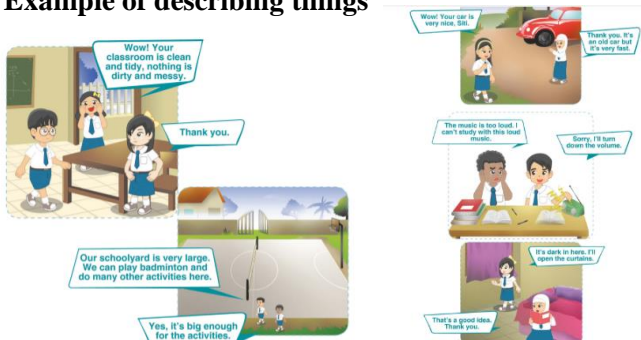 Example of describing things
Wow! Your
classroom is clean
and tidy, nothing is
dirty and messy.
Thank you.
Our schoolyard is very large.
We can play badminton and
do many other activities here.
Yes, it's big enough
for the activities.
Wow! Your car is
very nice, Siti.
Thank you. It's
an old car but
it's very fast.
The music is too loud. I
can't study with this loud
music.
Sorry, I'll turn
down the volume.
It's dark in here. I'll
open the curtains.
That's a good idea.
Thank you.